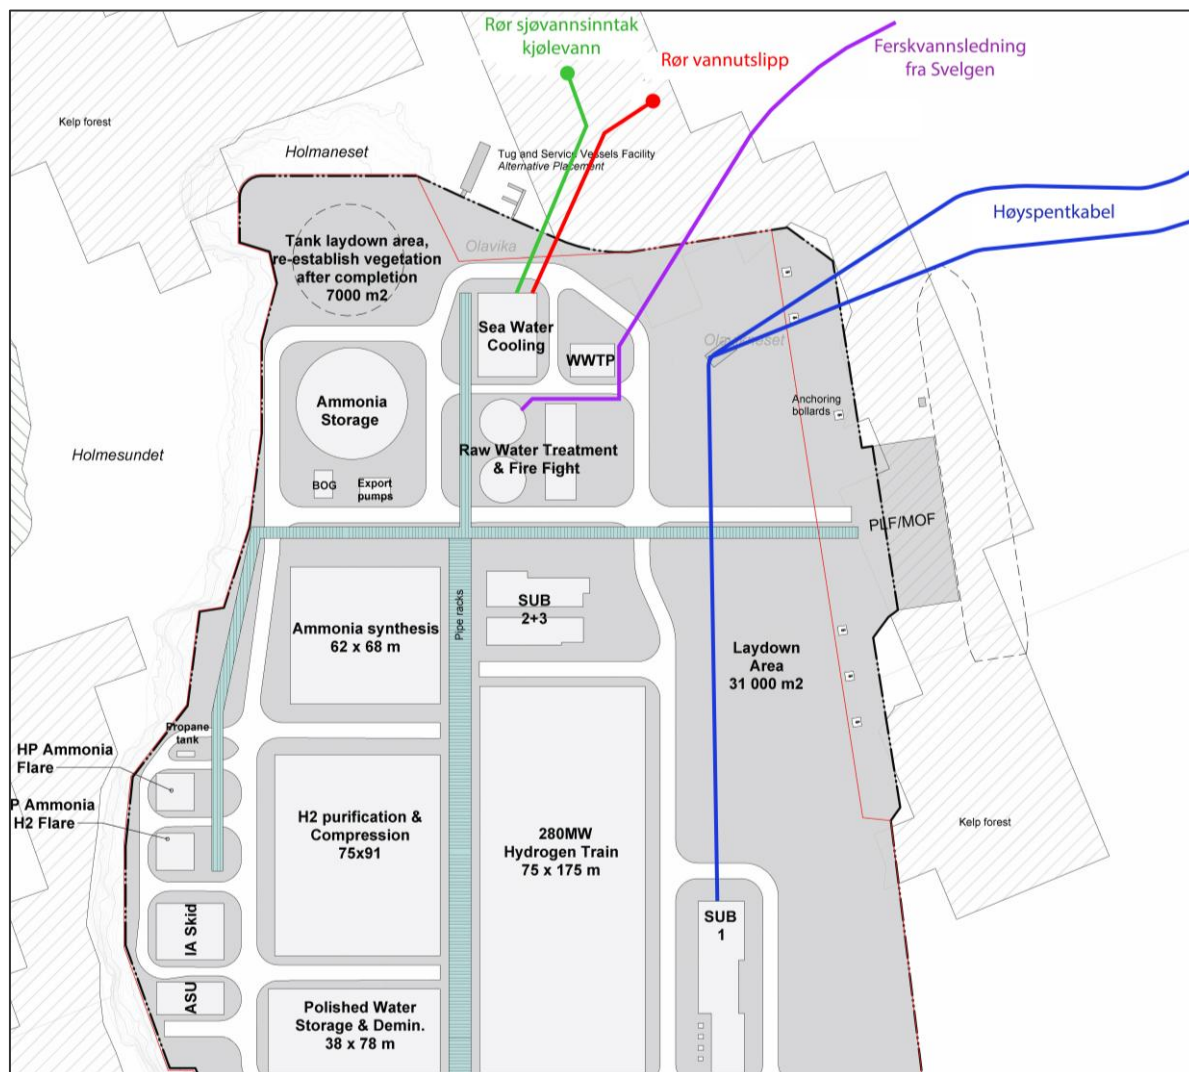 Rør sjøvannsinntak
kjølevann
Rør vannutslipp
Ferskvannsledning
fra Svelgen
Kelp forest
Holmaneset
Tug and Service Vessels Facility
Alternative Placement
Høyspentkabel
Tank laydown area,
re-establish vegetation
after completion
7000 m2
Olavika
Sea Water
Cooling
WWTP
Anchoring
bollards
Ammonia
Storage
Holmesundet
Raw Water Treatment
& Fire Fight
BOG
Export
pumps
PLF/MOF
Pipe racks
SUB
2+3
Ammonia synthesis
62 x 68 m
Laydown
Area
31 000 m2
Propane
tank
HP Ammonia
Flare
P Ammonia
H2 Flare
H2 purification &
Compression
75x91
280MW
Hydrogen Train
75 x 175 m
Kelp forest
IA Skid
SUB
1
ASU
Polished Water
Storage & Demin.
38 x 78 m